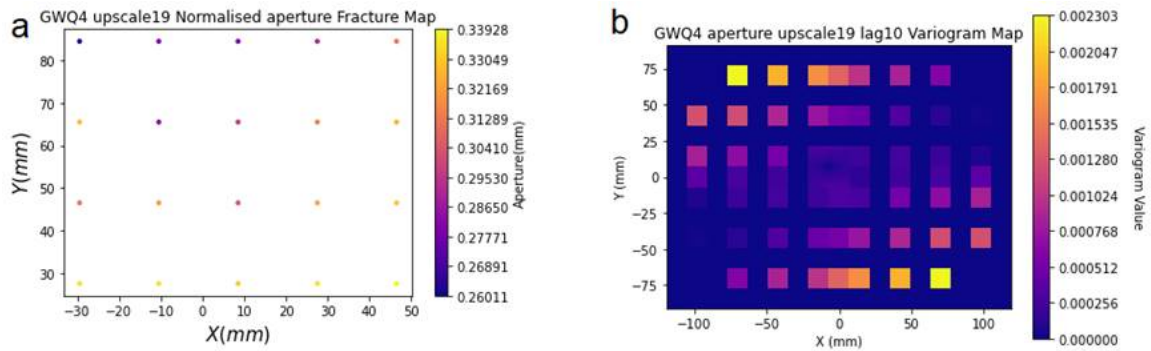 a
GWQ4 upscale19 Normalised aperture Fracture Map
80
70
60
50
40
30
Y(mm)
−30 −20 −10 0 10 20 30 40 50
X(mm)
0.33928
0.33049
0.32169
0.31289
0.30410
0.29530
0.28650
0.27771
0.26891
0.26011
Aperture(mm)
b
GWQ4 aperture upscale19 lag10 Variogram Map
75
50
25
0
−25
−50
−75
Y (mm)
−100 −50 0 50 100
X (mm)
0.002303
0.002047
0.001791
0.001535
0.001280
0.001024
0.000768
0.000512
0.000256
0.000000
Variogram Value